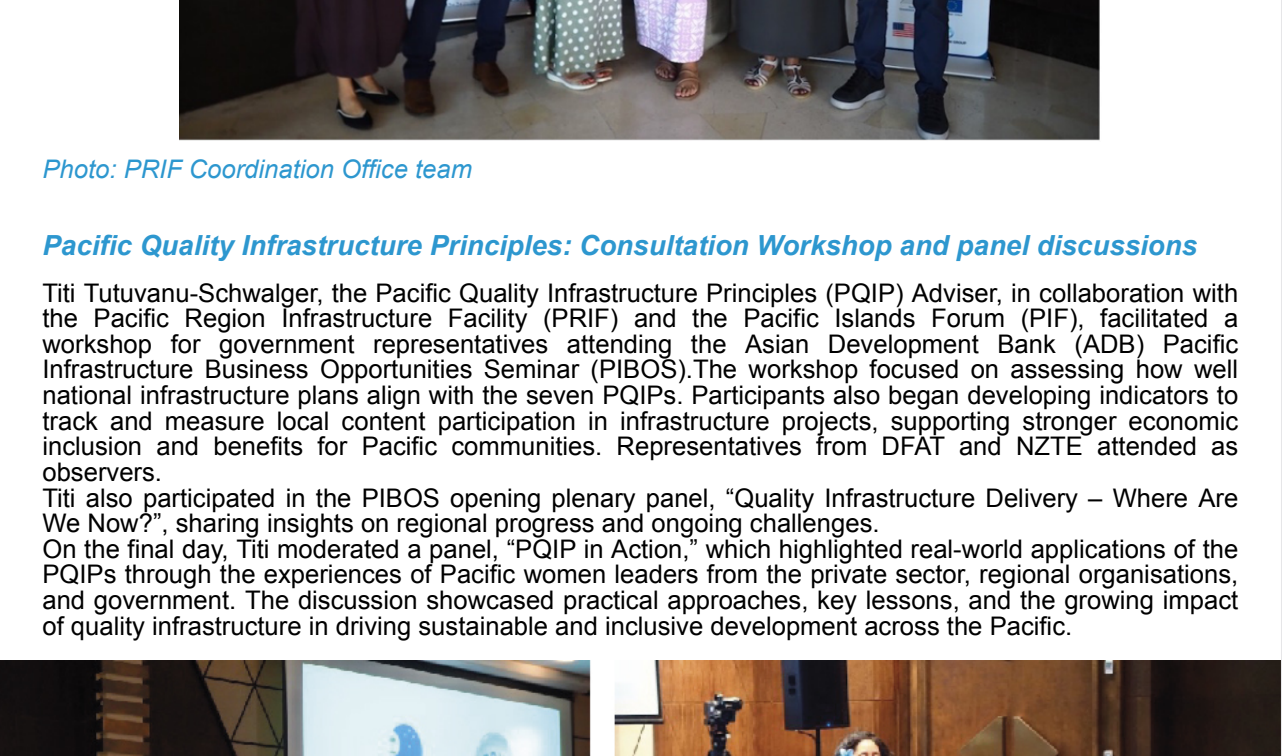 Photo: PRIF Coordination Office team
Pacific Quality Infrastructure Principles: Consultation Workshop and panel discussions
Titi Tutuvanu-Schwalger, the Pacific Quality Infrastructure Principles (PQIP) Adviser, in collaboration with
the Pacific Region Infrastructure Facility (PRIF) and the Pacific Islands Forum (PIF), facilitated a
workshop for government representatives attending the Asian Development Bank (ADB) Pacific
Infrastructure Business Opportunities Seminar (PIBOS).The workshop focused on assessing how well
national infrastructure plans align with the seven PQIPs. Participants also began developing indicators to
track and measure local content participation in infrastructure projects, supporting stronger economic
inclusion and benefits for Pacific communities. Representatives from DFAT and NZTE attended as
observers.
Titi also participated in the PIBOS opening plenary panel, “Quality Infrastructure Delivery – Where Are
We Now?”, sharing insights on regional progress and ongoing challenges.
On the final day, Titi moderated a panel, “PQIP in Action,” which highlighted real-world applications of the
PQIPs through the experiences of Pacific women leaders from the private sector, regional organisations,
and government. The discussion showcased practical approaches, key lessons, and the growing impact
of quality infrastructure in driving sustainable and inclusive development across the Pacific.